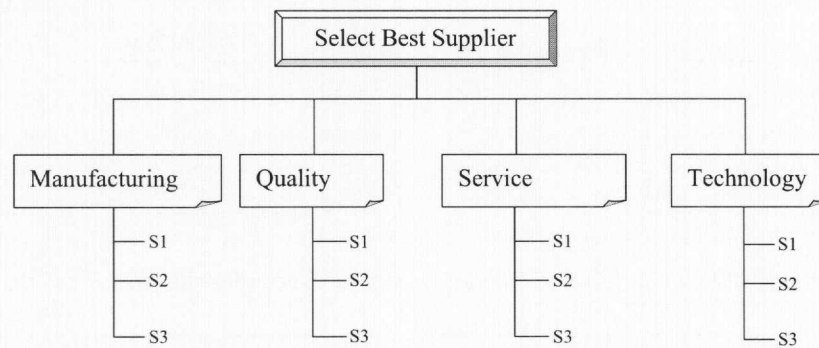 Select Best Supplier
Manufacturing
Quality
Service
Technology
S1
S2
S3
S1
S2
S3
S1
S2
S3
S1
S2
S3